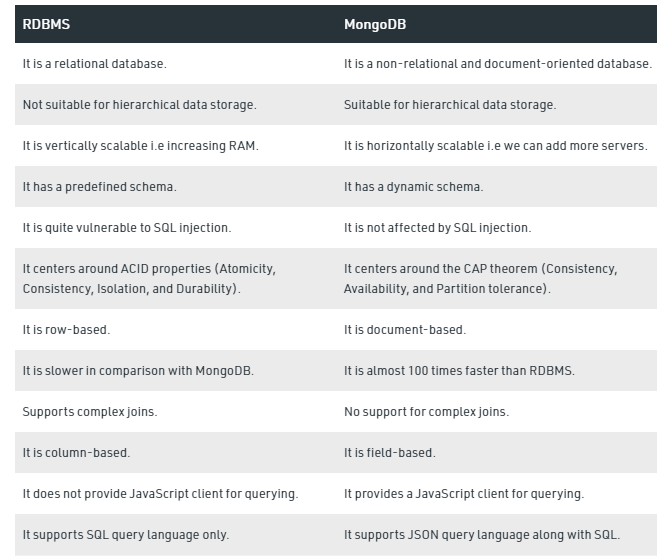 RDBMS MongoDB
It is a relational database. It is a non-relational and document-oriented database.
Not suitable for hierarchical data storage. Suitable for hierarchical data storage.
It is vertically scalable i.e increasing RAM. It is horizontally scalable i.e we can add more servers.
It has a predefined schema. It has a dynamic schema.
It is quite vulnerable to SQL injection. It is not affected by SQL injection.
It centers around ACID properties (Atomicity, It centers around the CAP theorem (Consistency,
Consistency, Isolation, and Durability). Availability, and Partition tolerance).
It is row-based. It is document-based.
It is slower in comparison with MongoDB. It is almost 100 times faster than RDBMS.
Supports complex joins. No support for complex joins.
It is column-based. It is field-based.
It does not provide JavaScript client for querying. It provides a JavaScript client for querying.
It supports SQL query language only. It supports JSON query language along with SQL.